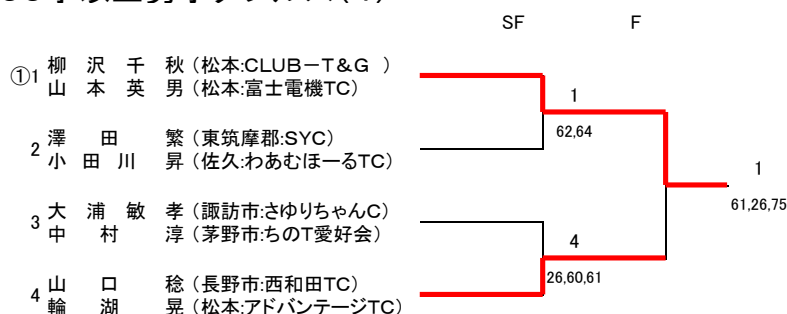 SF F
①1 柳 沢 千 秋 (松本:CLUB－T&G )
山 本 英 男 (松本:富士電機TC)
1
62,64
2 澤 田 繁 (東筑摩郡:SYC)
小 田 川 昇 (佐久:わあむほーるTC)
1
61,26,75
3 大 浦 敏 孝 (諏訪市:さゆりちゃんC)
中 村 淳 (茅野市:ちのT愛好会)
4
26,60,61
4 山 口 稔 (長野市:西和田TC)
輪 湖 晃 (松本:アドバンテージTC)